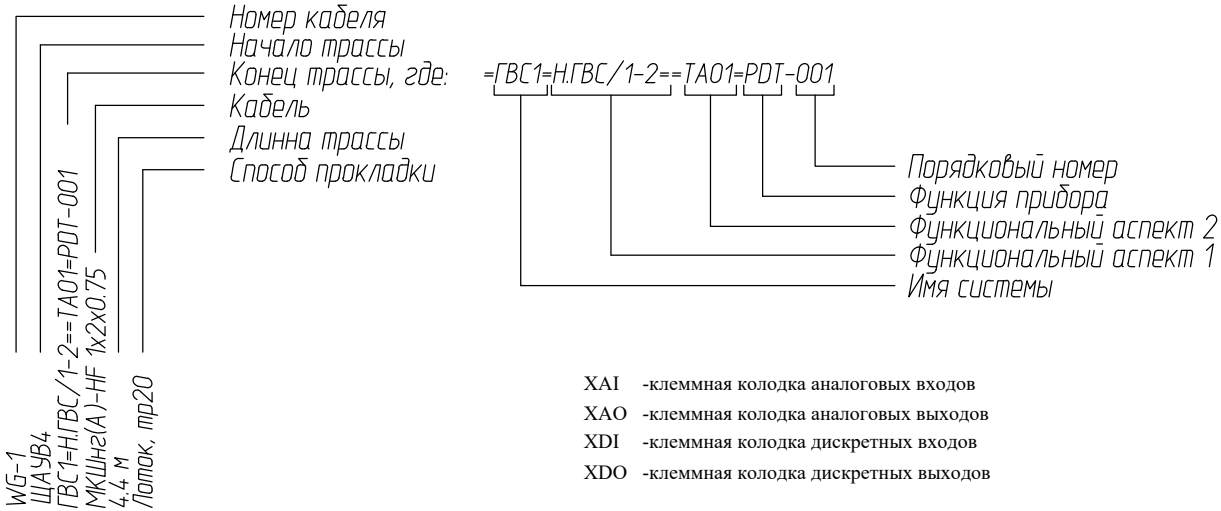 Номер кабеля
Начало трассы
Конец трассы, где:
Кабель
Длинна трассы
Способ прокладки
=ГВС1=Н.ГВС/1-2==ТА01=PDT-001
Порядковый номер
Функция прибора
Функциональный аспект 2
Функциональный аспект 1
Имя системы
WG-1
ЩАУВ4
ГВС1=Н.ГВС/1-2==ТА01=PDT-001
МКШнг(А)-HF 1х2х0.75
4.4 м
Лоток, тр20
XAI -клеммная колодка аналоговых входов
XAO -клеммная колодка аналоговых выходов
XDI -клеммная колодка дискретных входов
XDO -клеммная колодка дискретных выходов